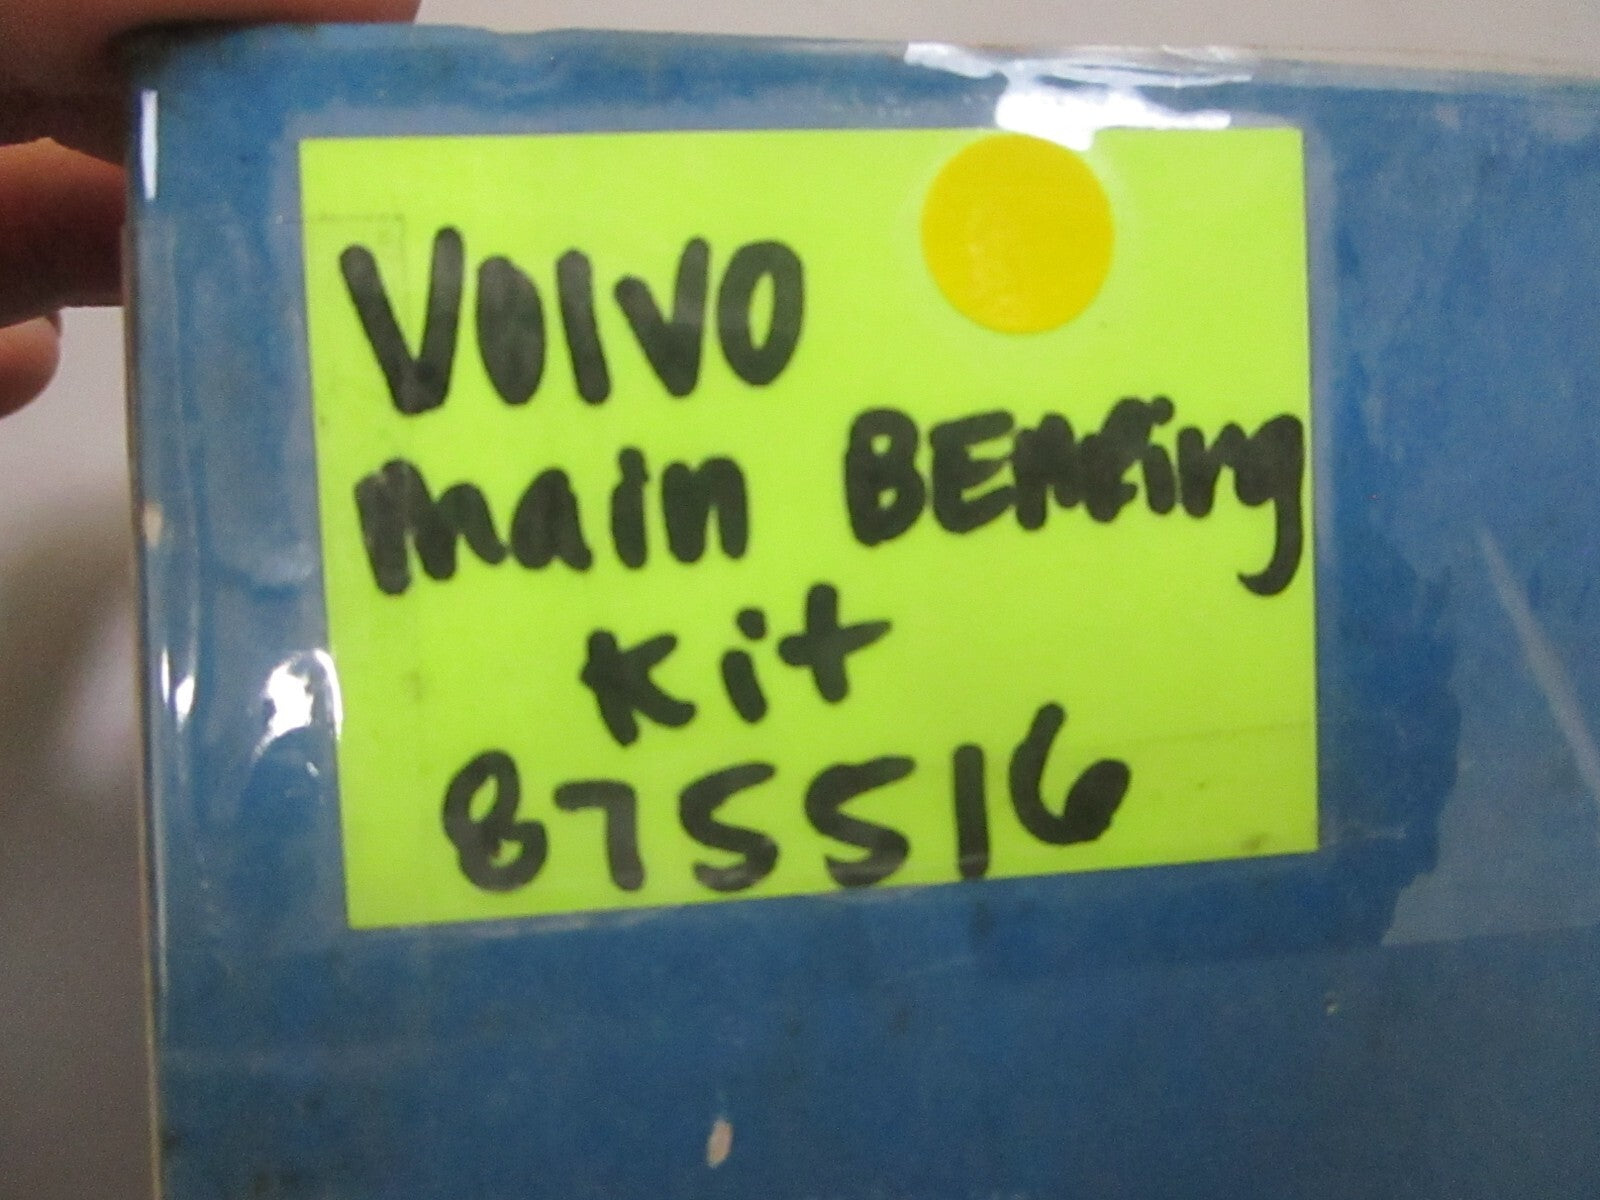 Volvo
main BEARing
Kit
875516